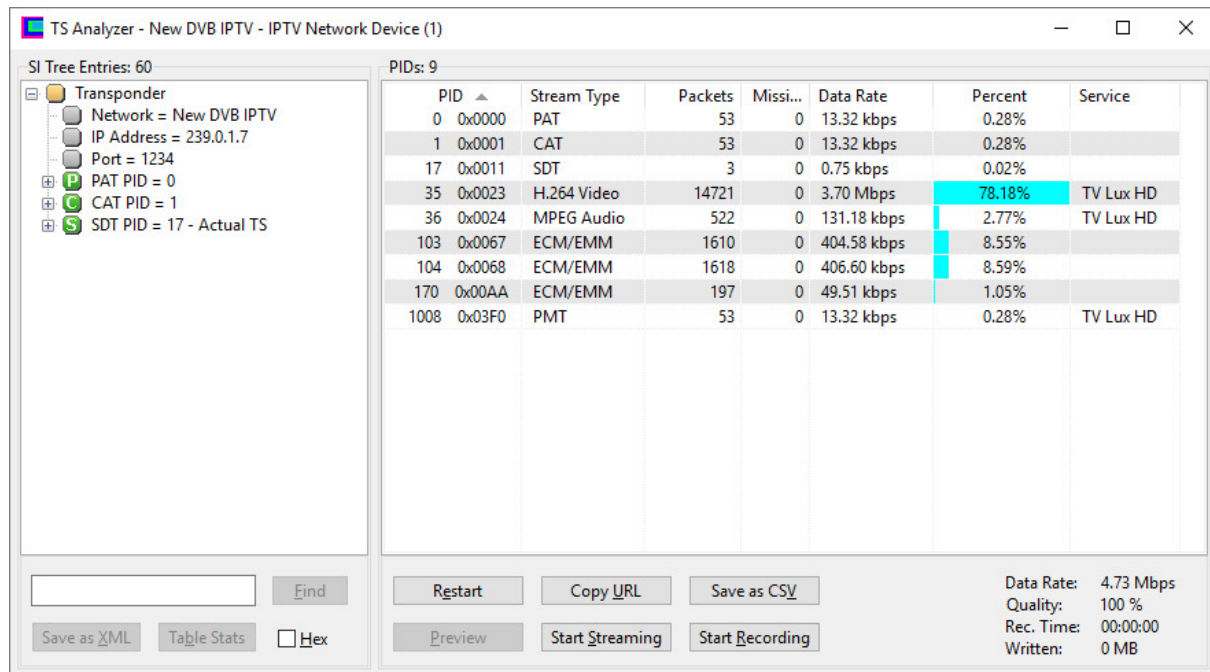 TS Analyzer - New DVB IPTV - IPTV Network Device (1)
SI Tree Entries: 60
Transponder
Network = New DVB IPTV
IP Address = 239.0.1.7
Port = 1234
P PAT PID = 0
C CAT PID = 1
S SDT PID = 17 - Actual TS
Find
Save as XML Table Stats Hex
PIDs: 9
PID Stream Type Packets Missi... Data Rate Percent Service
0 0x0000 PAT 53 0 13.32 kbps 0.28%
1 0x0001 CAT 53 0 13.32 kbps 0.28%
17 0x0011 SDT 3 0 0.75 kbps 0.02%
35 0x0023 H.264 Video 14721 0 3.70 Mbps 78.18% TV Lux HD
36 0x0024 MPEG Audio 522 0 131.18 kbps 2.77% TV Lux HD
103 0x0067 ECM/EMM 1610 0 404.58 kbps 8.55%
104 0x0068 ECM/EMM 1618 0 406.60 kbps 8.59%
170 0x00AA ECM/EMM 197 0 49.51 kbps 1.05%
1008 0x03F0 PMT 53 0 13.32 kbps 0.28% TV Lux HD
Restart Copy URL Save as CSV
Preview Start Streaming Start Recording
Data Rate: 4.73 Mbps
Quality: 100 %
Rec. Time: 00:00:00
Written: 0 MB